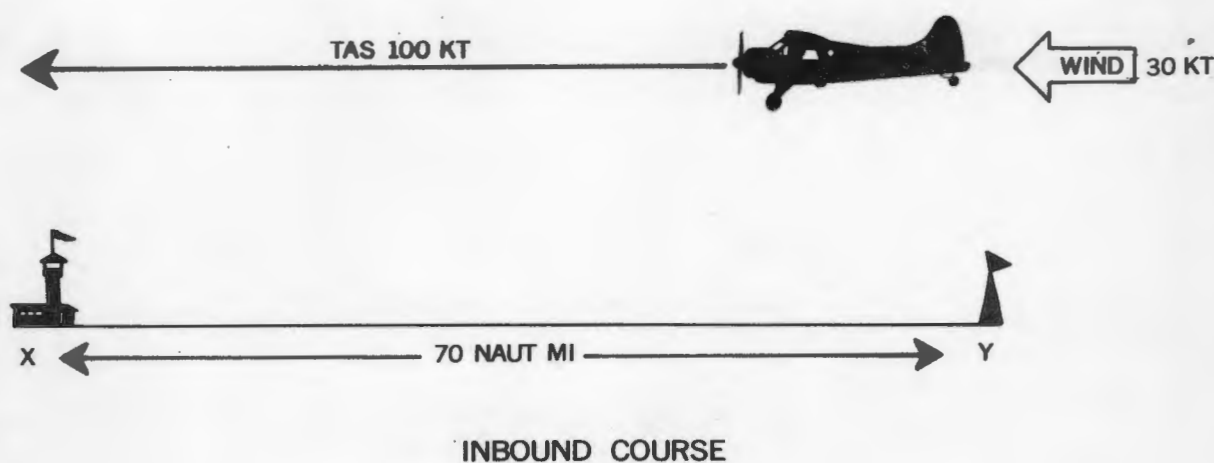 TAS 100 KT
WIND 30 KT
X
70 NAUT MI
Y
INBOUND COURSE